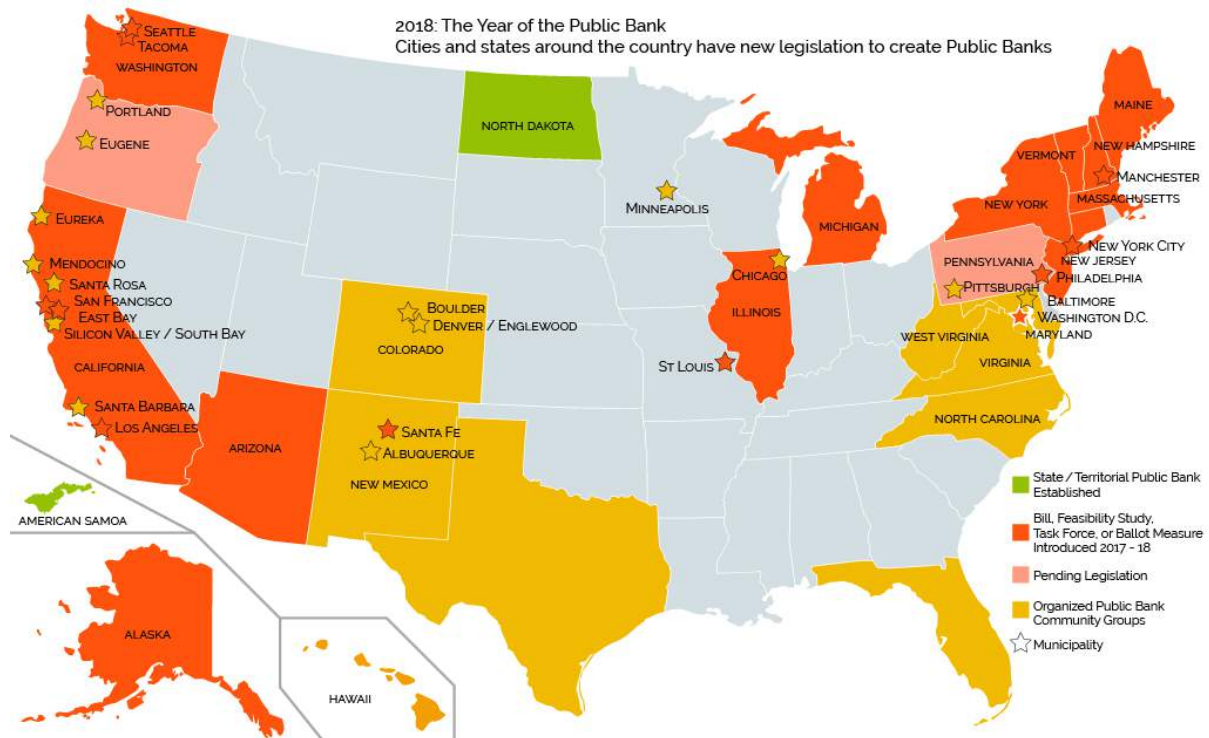 2018: The Year of the Public Bank
Cities and states around the country have new legislation to create Public Banks
SEATTLE
TACOMA
WASHINGTON
PORTLAND
EUGENE
EUREKA
MENDOCINO
SANTA ROSA
SAN FRANCISCO
EAST BAY
SILICON VALLEY / SOUTH BAY
CALIFORNIA
SANTA BARBARA
LOS ANGELES
ARIZONA
NORTH DAKOTA
MINNEAPOLIS
BOULDER
DENVER / ENGLEWOOD
COLORADO
SANTA FE
ALBUQUERQUE
NEW MEXICO
CHICAGO
ILLINOIS
ST LOUIS
MICHIGAN
MAINE
NEW HAMPSHIRE
VERMONT
MANCHESTER
MASSACHUSETTS
NEW YORK
NEW YORK CITY
NEW JERSEY
PENNSYLVANIA
PHILADELPHIA
PITTSBURGH
BALTIMORE
WASHINGTON D.C.
MARYLAND
WEST VIRGINIA
VIRGINIA
NORTH CAROLINA
AMERICAN SAMOA
ALASKA
HAWAII
State / Territorial Public Bank
Established
Bill, Feasibility Study,
Task Force, or Ballot Measure
Introduced 2017 - 18
Pending Legislation
Organized Public Bank
Community Groups
Municipality